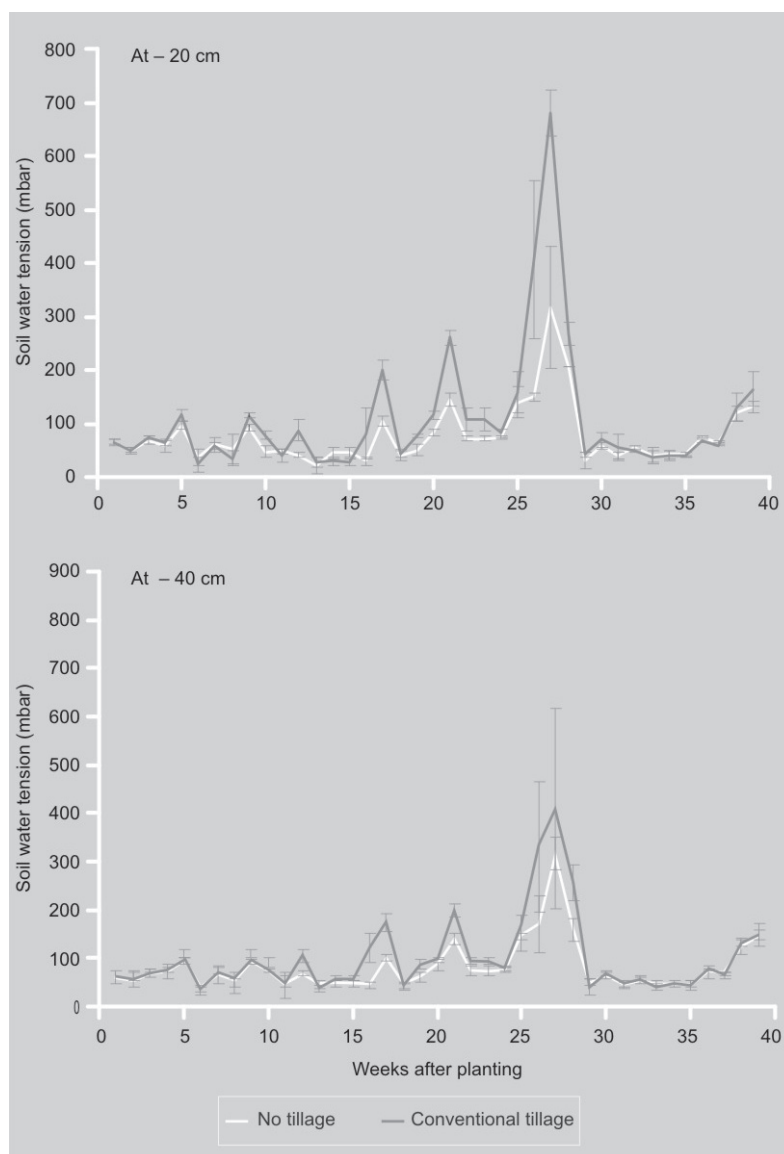 At – 20 cm
800
700
600
500
400
300
200
100
0
Soil water tension (mbar)
0 5 10 15 20 25 30 35 40
At – 40 cm
900
800
700
600
500
400
300
200
100
0
Soil water tension (mbar)
0 5 10 15 20 25 30 35 40
Weeks after planting
No tillage Conventional tillage